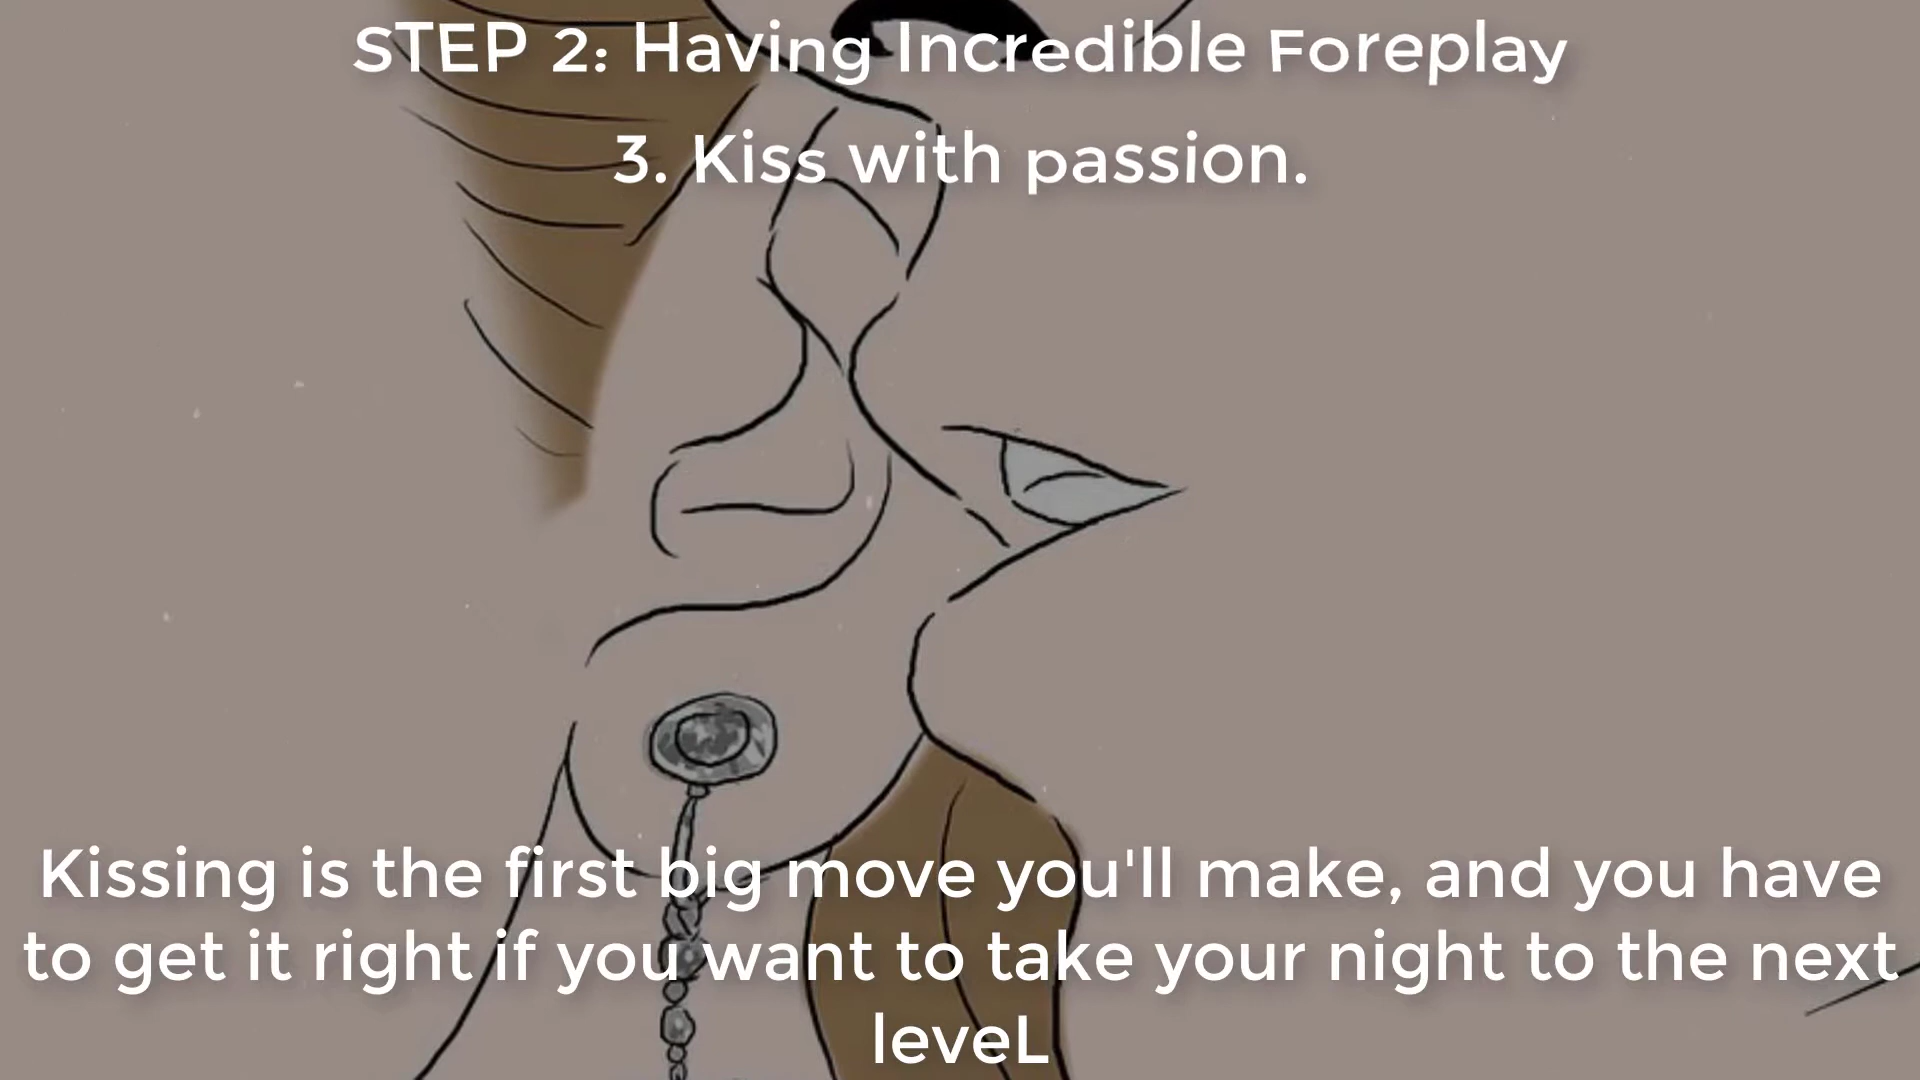 STEP 2: Having Incredible Foreplay
3. Kiss with passion.
Kissing is the first big move you'll make, and you have
to get it right if you want to take your night to the next
leveL